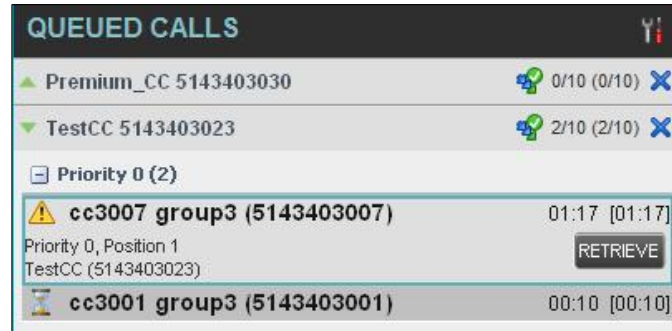 QUEUED CALLS
Premium_CC 5143403030 0/10 (0/10)
TestCC 5143403023 2/10 (2/10)
Priority 0 (2)
cc3007 group3 (5143403007) 01:17 [01:17]
Priority 0, Position 1 RETRIEVE
TestCC (5143403023)
cc3001 group3 (5143403001) 00:10 [00:10]